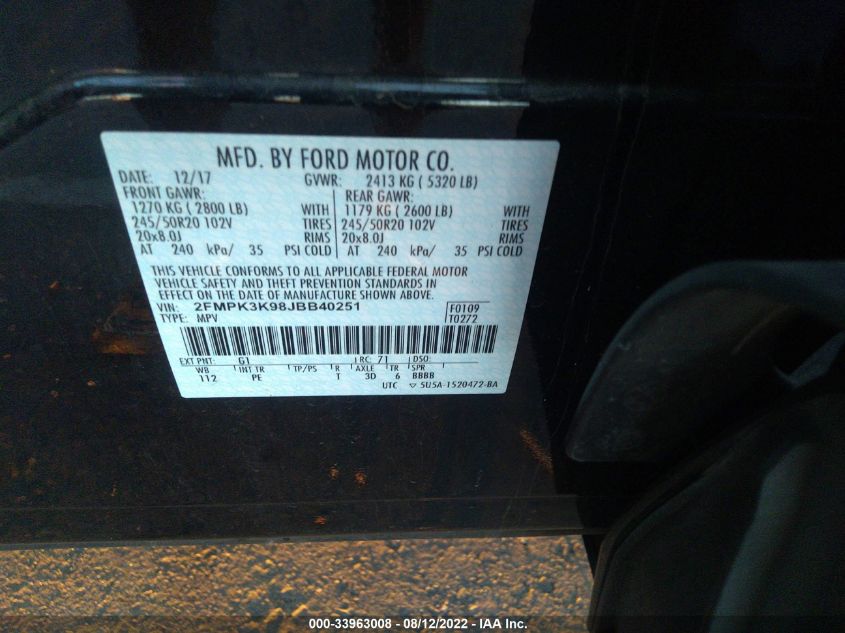 MFD. BY FORD MOTOR CO.
DATE: 12/17 GVWR: 2413 KG ( 5320 LB)
FRONT GAWR: REAR GAWR:
1270 KG ( 2800 LB) WITH 1179 KG ( 2600 LB) WITH
245/50R20 102V TIRES 245/50R20 102V TIRES
20x8.0J RIMS 20x8.0J RIMS
AT 240 kPa/ 35 PSI COLD AT 240 kPa/ 35 PSI COLD
THIS VEHICLE CONFORMS TO ALL APPLICABLE FEDERAL MOTOR
VEHICLE SAFETY AND THEFT PREVENTION STANDARDS IN
EFFECT ON THE DATE OF MANUFACTURE SHOWN ABOVE.
VIN: 2FMPK3K98JBB40251 F0109
TYPE: MPV T0272
EXT PNT: G1 RC: 71 DSO:
WB INT TR TP/PS R AXLE TR SPR
112 PE T 3D 6 BBBB
UTC 5U5A-1520472-BA
000-33963008 - 08/12/2022 - IAA Inc.